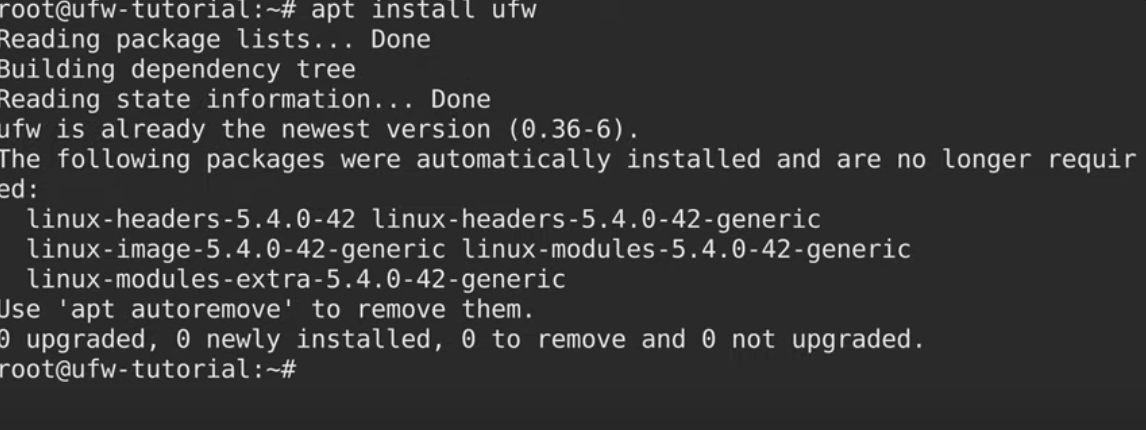 root@ufw-tutorial:~# apt install ufw
Reading package lists... Done
Building dependency tree
Reading state information... Done
ufw is already the newest version (0.36-6).
The following packages were automatically installed and are no longer requir
ed:
  linux-headers-5.4.0-42 linux-headers-5.4.0-42-generic
  linux-image-5.4.0-42-generic linux-modules-5.4.0-42-generic
  linux-modules-extra-5.4.0-42-generic
Use 'apt autoremove' to remove them.
0 upgraded, 0 newly installed, 0 to remove and 0 not upgraded.
root@ufw-tutorial:~#